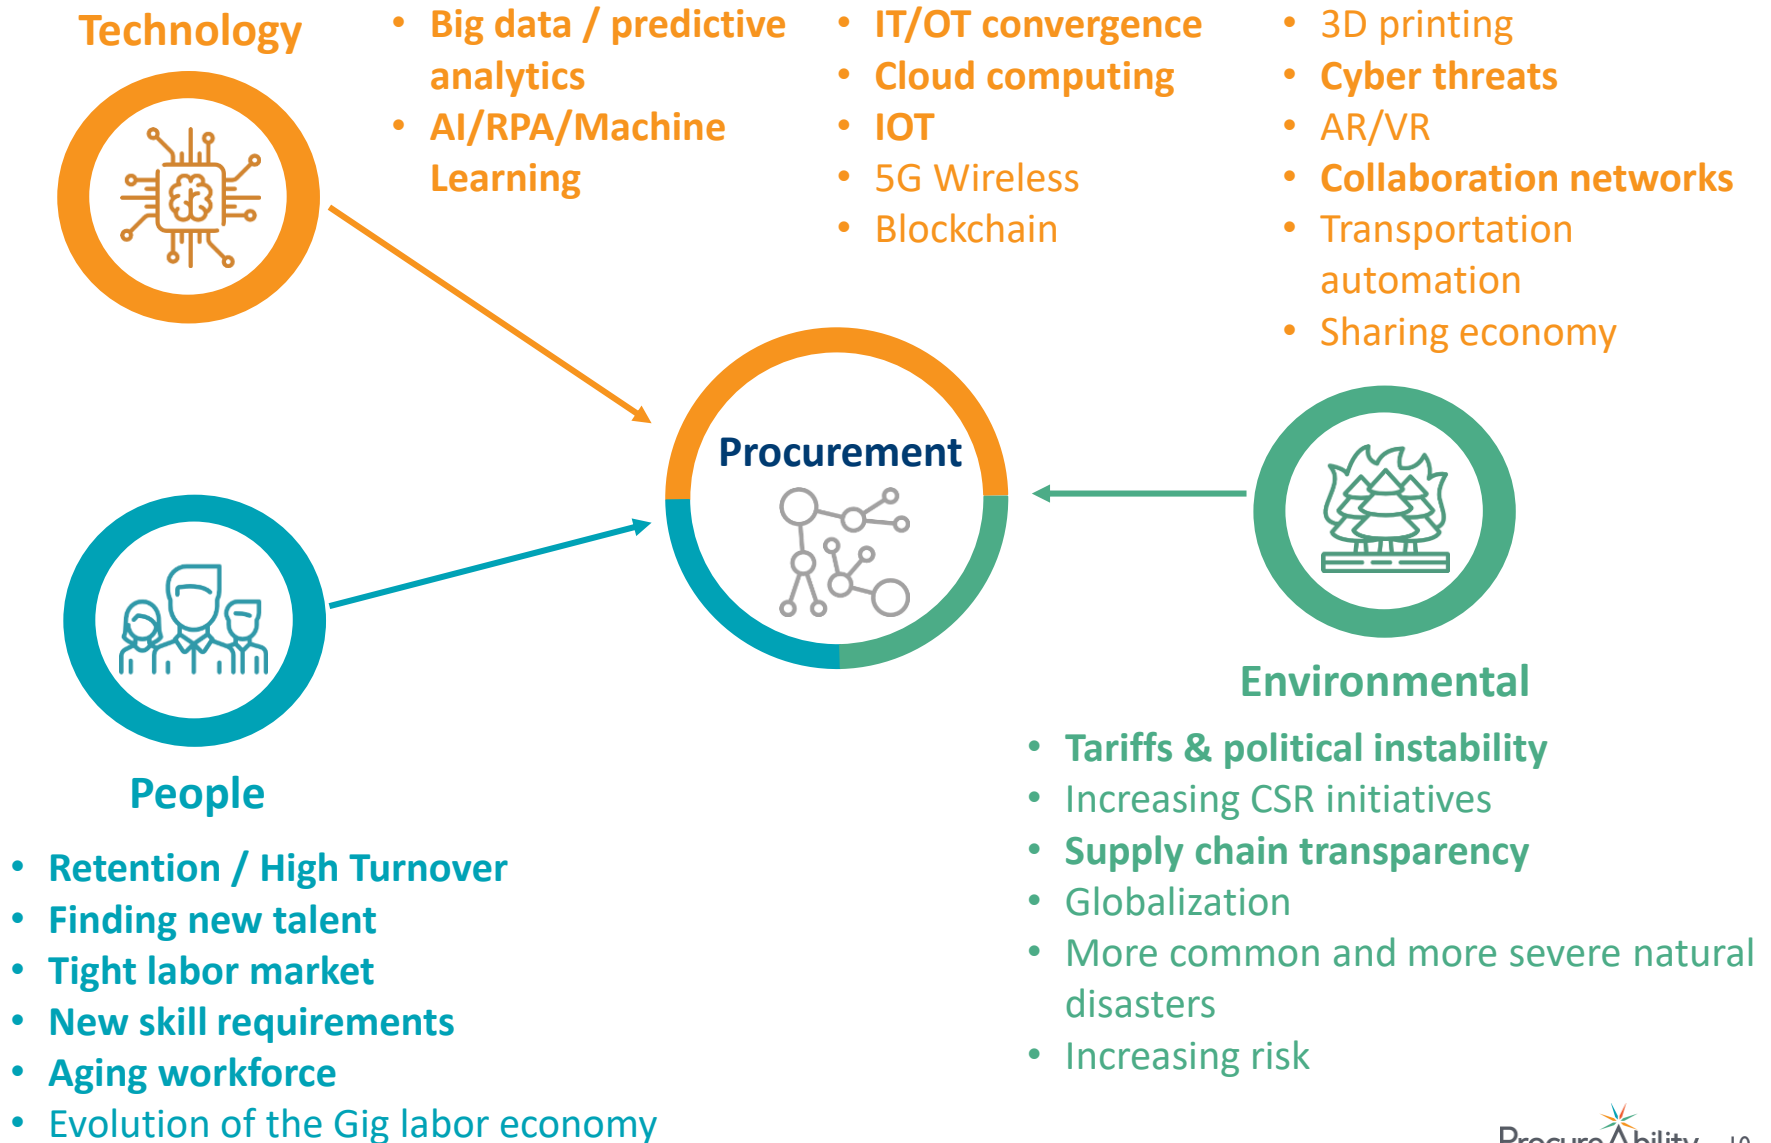 Technology
• Big data / predictive
analytics
• AI/RPA/Machine
Learning
• IT/OT convergence
• Cloud computing
• IOT
• 5G Wireless
• Blockchain
• 3D printing
• Cyber threats
• AR/VR
• Collaboration networks
• Transportation
automation
• Sharing economy
Procurement
People
• Retention / High Turnover
• Finding new talent
• Tight labor market
• New skill requirements
• Aging workforce
• Evolution of the Gig labor economy
Environmental
• Tariffs & political instability
• Increasing CSR initiatives
• Supply chain transparency
• Globalization
• More common and more severe natural
disasters
• Increasing risk
ProcureAbility